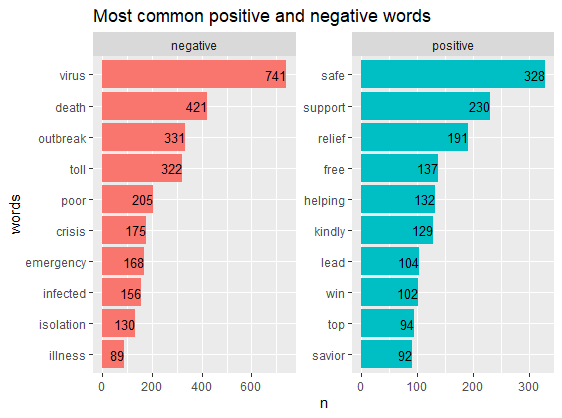 Most common positive and negative words
negative
positive
words
virus 741
death 421
outbreak 331
toll 322
poor 205
crisis 175
emergency 168
infected 156
isolation 130
illness 89
0 200 400 600
safe 328
support 230
relief 191
free 137
helping 132
kindly 129
lead 104
win 102
top 94
savior 92
0 100 200 300
n